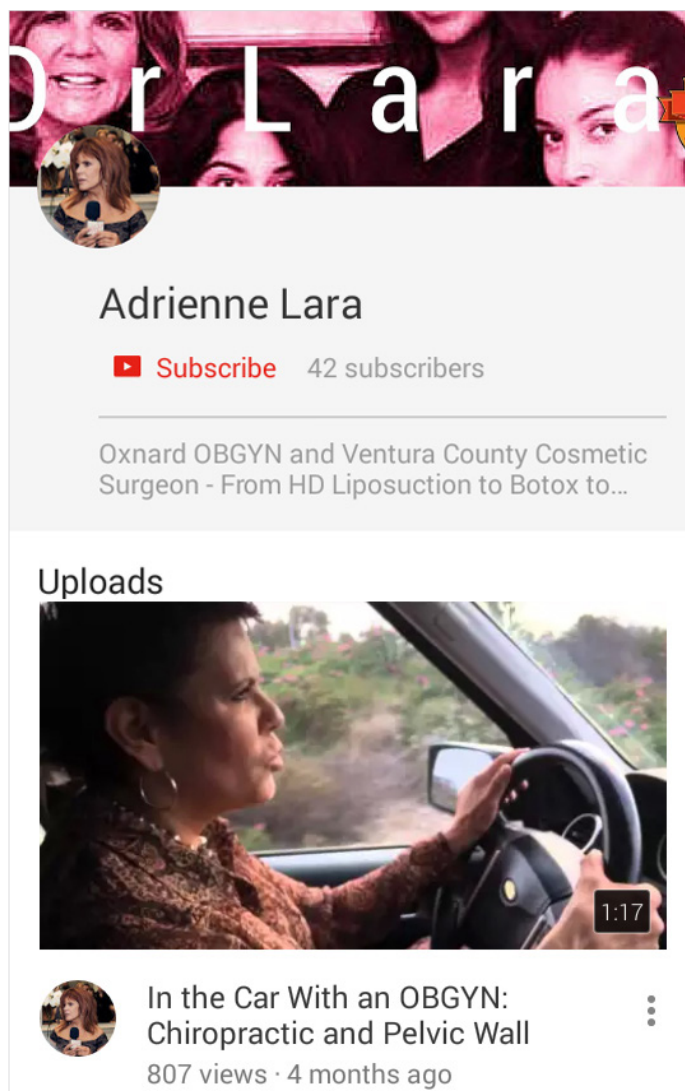 Dr Lara
Adrienne Lara
Subscribe 42 subscribers
Oxnard OBGYN and Ventura County Cosmetic
Surgeon - From HD Liposuction to Botox to...
Uploads
1:17
In the Car With an OBGYN:
Chiropractic and Pelvic Wall
807 views · 4 months ago